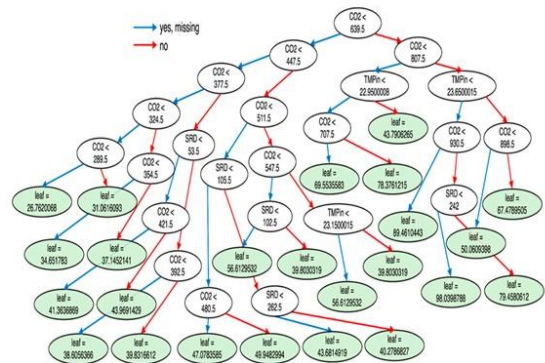 yes, missing
no
CO2 <
639.5
CO2 <
447.5
CO2 <
807.5
CO2 <
377.5
TMPin <
22.9500008
TMPin <
23.6500015
CO2 <
324.5
CO2 <
511.5
leaf =
43.7906265
CO2 <
289.5
SRD <
53.5
CO2 <
707.5
CO2 <
930.5
CO2 <
898.5
CO2 <
354.5
SRD <
105.5
CO2 <
547.5
leaf =
69.5535583
leaf =
78.3761215
leaf =
26.7620068
leaf =
31.0616093
CO2 <
421.5
SRD <
102.5
TMPin <
23.1500015
leaf =
89.4610443
SRD <
242
leaf =
67.4789505
leaf =
34.651783
leaf =
37.1452141
CO2 <
392.5
leaf =
56.6129532
leaf =
39.8030319
leaf =
39.8030319
leaf =
50.0609398
leaf =
41.3636869
leaf =
43.9691429
CO2 <
480.5
SRD <
262.5
leaf =
56.6129532
leaf =
98.0398788
leaf =
79.4580612
leaf =
38.6056366
leaf =
39.8316612
leaf =
47.0783585
leaf =
49.9482994
leaf =
43.6814919
leaf =
40.2786827